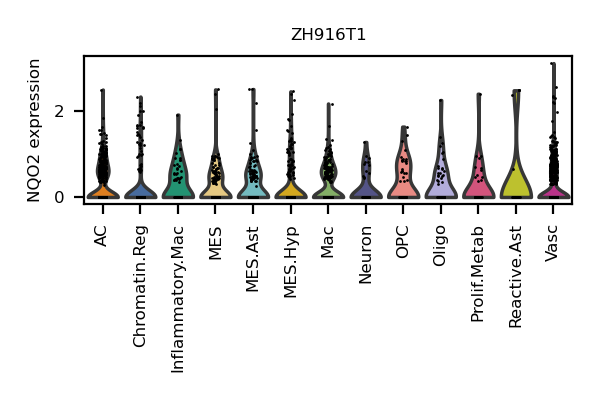 ZH916T1
NQO2 expression
2
0
AC
Chromatin.Reg
Inflammatory.Mac
MES
MES.Ast
MES.Hyp
Mac
Neuron
OPC
Oligo
Prolif.Metab
Reactive.Ast
Vasc